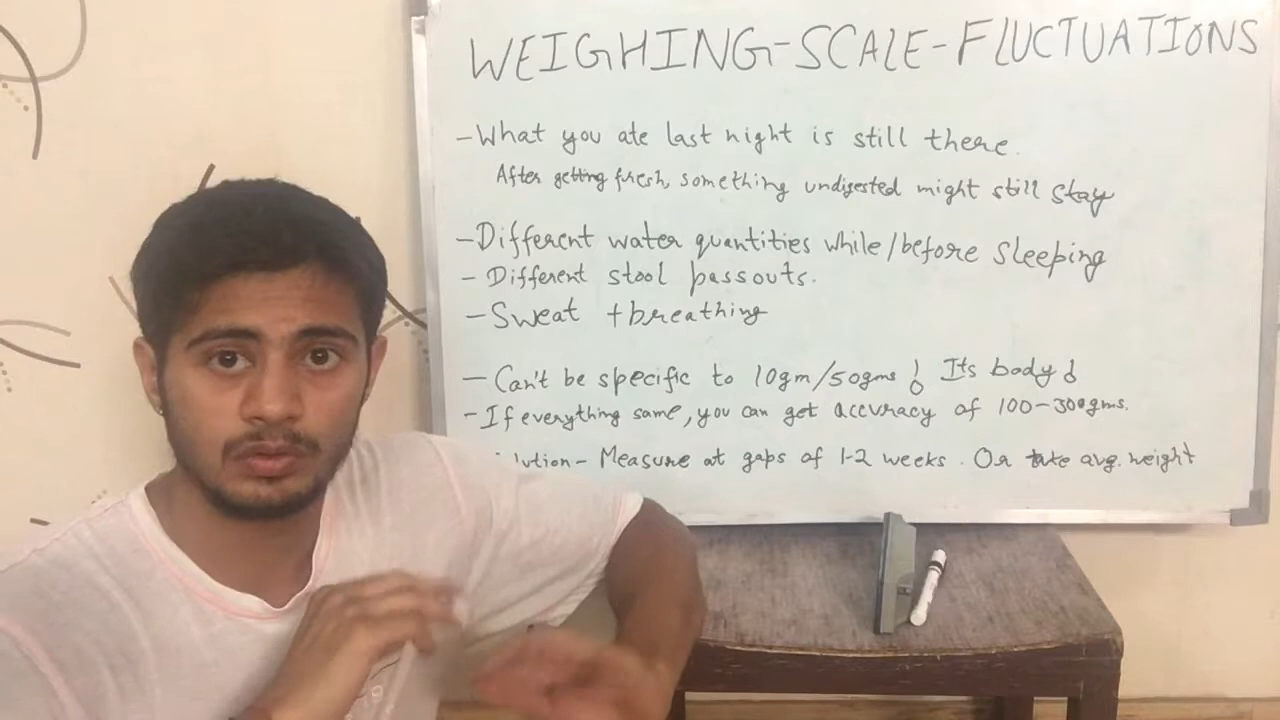 WEIGHING-SCALE-FLUCTUATIONS
- What you ate last night is still there.
After getting fresh, something undigested might still stay
- Different water quantities while/before sleeping
- Different stool passouts.
- Sweat + breathing
- Can't be specific to 10gm/50gms! Its body!
- If everything same, you can get accuracy of 100-300gms.
lution - Measure at gaps of 1-2 weeks. Or take avg. weight